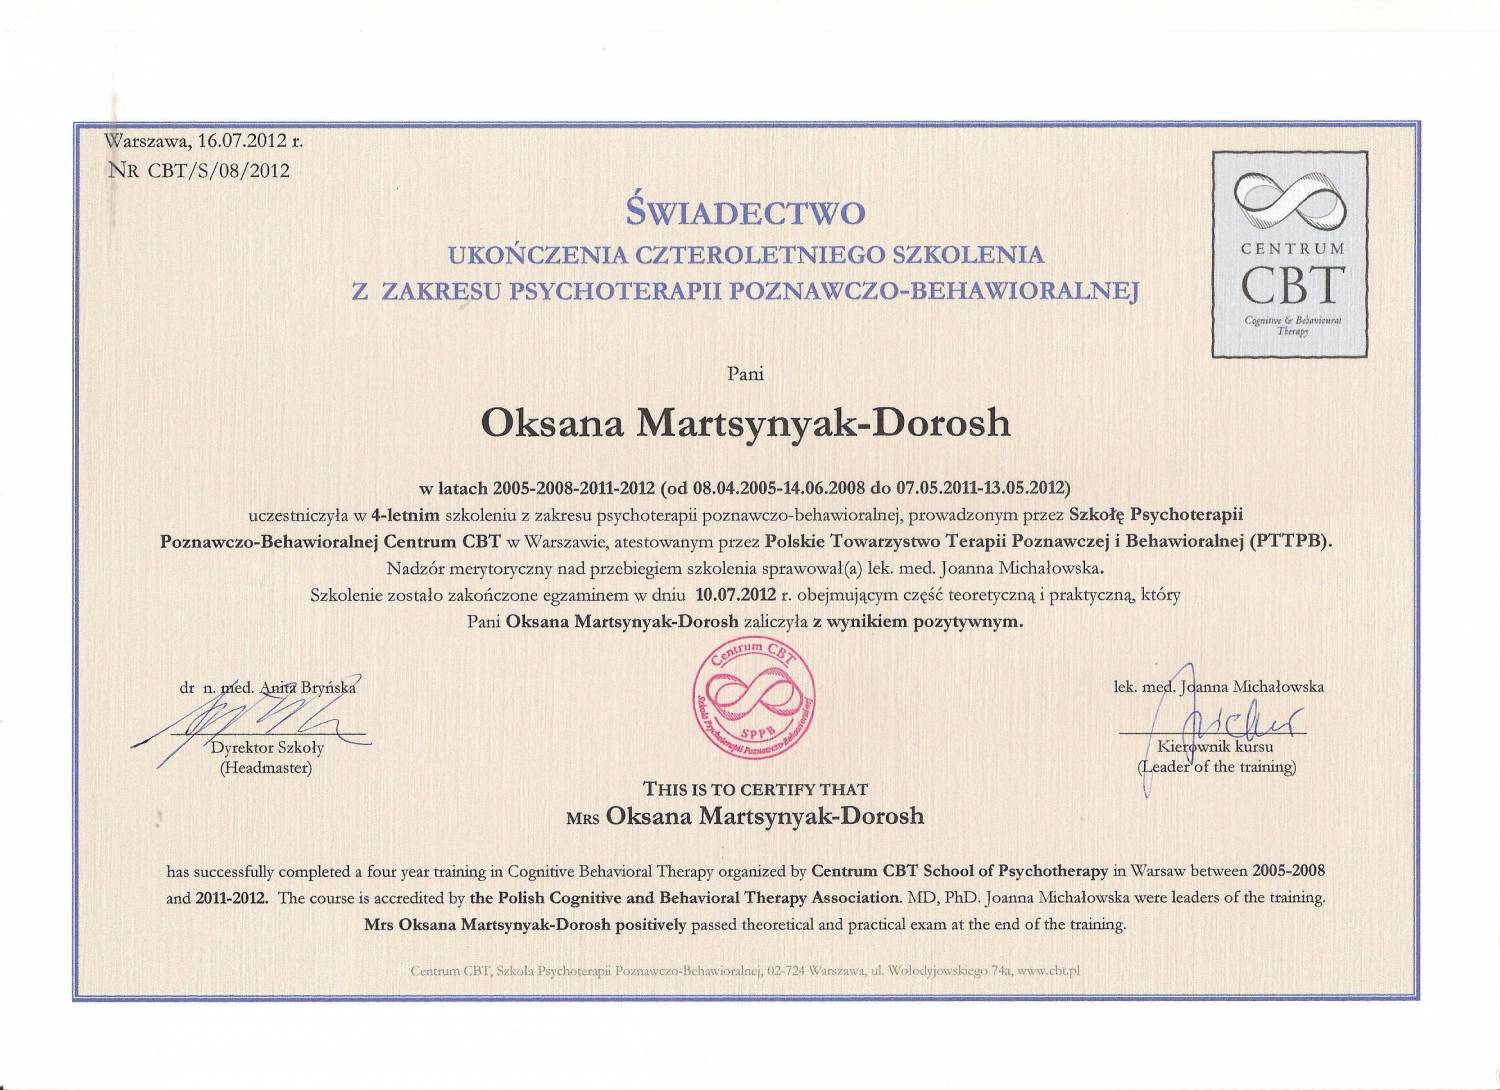 Warszawa, 16.07.2012 r.
NR CBT/S/08/2012
ŚWIADECTWO
UKOŃCZENIA CZTEROLETNIEGO SZKOLENIA
Z ZAKRESU PSYCHOTERAPII POZNAWCZO-BEHAWIORALNEJ
CENTRUM
CBT
Cognitive & Behavioural
Therapy
Pani
Oksana Martsynyak-Dorosh
w latach 2005-2008-2011-2012 (od 08.04.2005-14.06.2008 do 07.05.2011-13.05.2012)
uczestniczyła w 4-letnim szkoleniu z zakresu psychoterapii poznawczo-behawioralnej, prowadzonym przez Szkołę Psychoterapii
Poznawczo-Behawioralnej Centrum CBT w Warszawie, atestowanym przez Polskie Towarzystwo Terapii Poznawczej i Behawioralnej (PTTPB).
Nadzór merytoryczny nad przebiegiem szkolenia sprawował(a) lek. med. Joanna Michałowska.
Szkolenie zostało zakończone egzaminem w dniu 10.07.2012 r. obejmującym część teoretyczną i praktyczną, który
Pani Oksana Martsynyak-Dorosh zaliczyła z wynikiem pozytywnym.
dr n. med. Anita Bryńska
Dyrektor Szkoły
(Headmaster)
Centrum CBT
SPPB
Szkoła Psychoterapii Poznawczo-Behawioralnej
lek. med. Joanna Michałowska
Kierownik kursu
(Leader of the training)
THIS IS TO CERTIFY THAT
MRS Oksana Martsynyak-Dorosh
has successfully completed a four year training in Cognitive Behavioral Therapy organized by Centrum CBT School of Psychotherapy in Warsaw between 2005-2008
and 2011-2012. The course is accredited by the Polish Cognitive and Behavioral Therapy Association. MD, PhD. Joanna Michałowska were leaders of the training.
Mrs Oksana Martsynyak-Dorosh positively passed theoretical and practical exam at the end of the training.
Centrum CBT, Szkoła Psychoterapii Poznawczo-Behawioralnej, 02-724 Warszawa, ul. Wołodyjowskiego 74a, www.cbt.pl